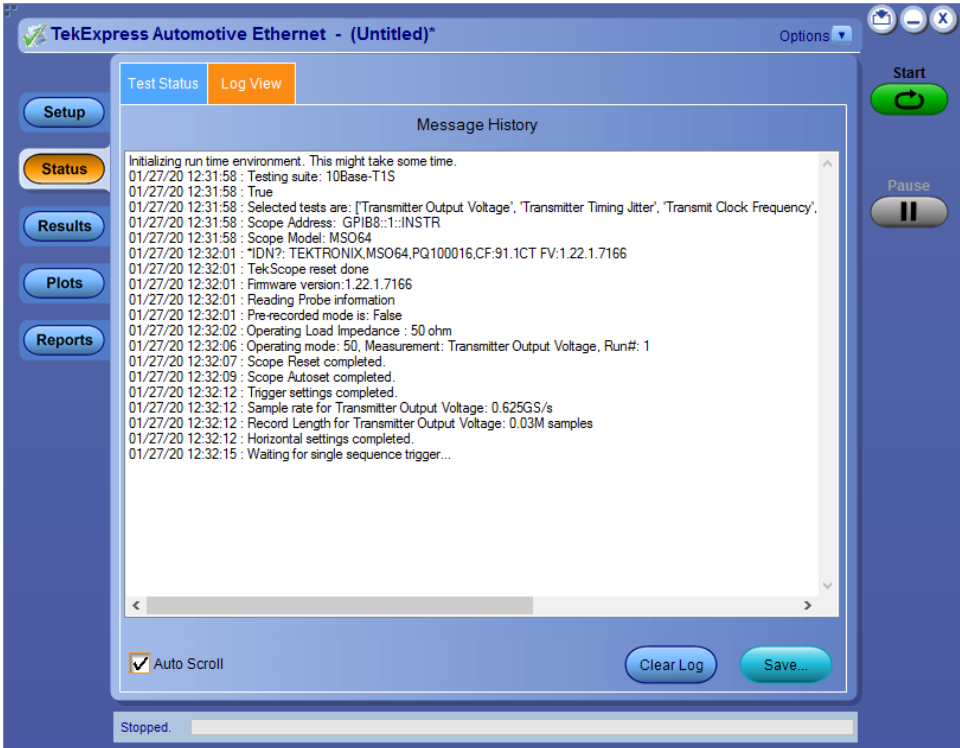 TekExpress Automotive Ethernet - (Untitled)*
Options
X
Start
Pause
Setup
Status
Results
Plots
Reports
Test Status
Log View
Message History
Initializing run time environment. This might take some time.
01/27/20 12:31:58 : Testing suite: 10Base-T1S
01/27/20 12:31:58 : True
01/27/20 12:31:58 : Selected tests are: ['Transmitter Output Voltage', 'Transmitter Timing Jitter', 'Transmit Clock Frequency',
01/27/20 12:31:58 : Scope Address: GPIB8::1::INSTR
01/27/20 12:31:58 : Scope Model: MSO64
01/27/20 12:32:01 : *IDN?: TEKTRONIX,MSO64,PQ100016,CF:91.1CT FV:1.22.1.7166
01/27/20 12:32:01 : TekScope reset done
01/27/20 12:32:01 : Firmware version:1.22.1.7166
01/27/20 12:32:01 : Reading Probe information
01/27/20 12:32:01 : Pre-recorded mode is: False
01/27/20 12:32:02 : Operating Load Impedance : 50 ohm
01/27/20 12:32:06 : Operating mode: 50, Measurement: Transmitter Output Voltage, Run#: 1
01/27/20 12:32:07 : Scope Reset completed.
01/27/20 12:32:09 : Scope Autoset completed.
01/27/20 12:32:12 : Trigger settings completed.
01/27/20 12:32:12 : Sample rate for Transmitter Output Voltage: 0.625GS/s
01/27/20 12:32:12 : Record Length for Transmitter Output Voltage: 0.03M samples
01/27/20 12:32:12 : Horizontal settings completed.
01/27/20 12:32:15 : Waiting for single sequence trigger...
Auto Scroll
Clear Log
Save...
Stopped.